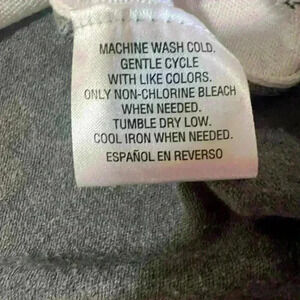 MACHINE WASH COLD.
GENTLE CYCLE
WITH LIKE COLORS.
ONLY NON-CHLORINE BLEACH
WHEN NEEDED.
TUMBLE DRY LOW.
COOL IRON WHEN NEEDED.
ESPAÑOL EN REVERSO